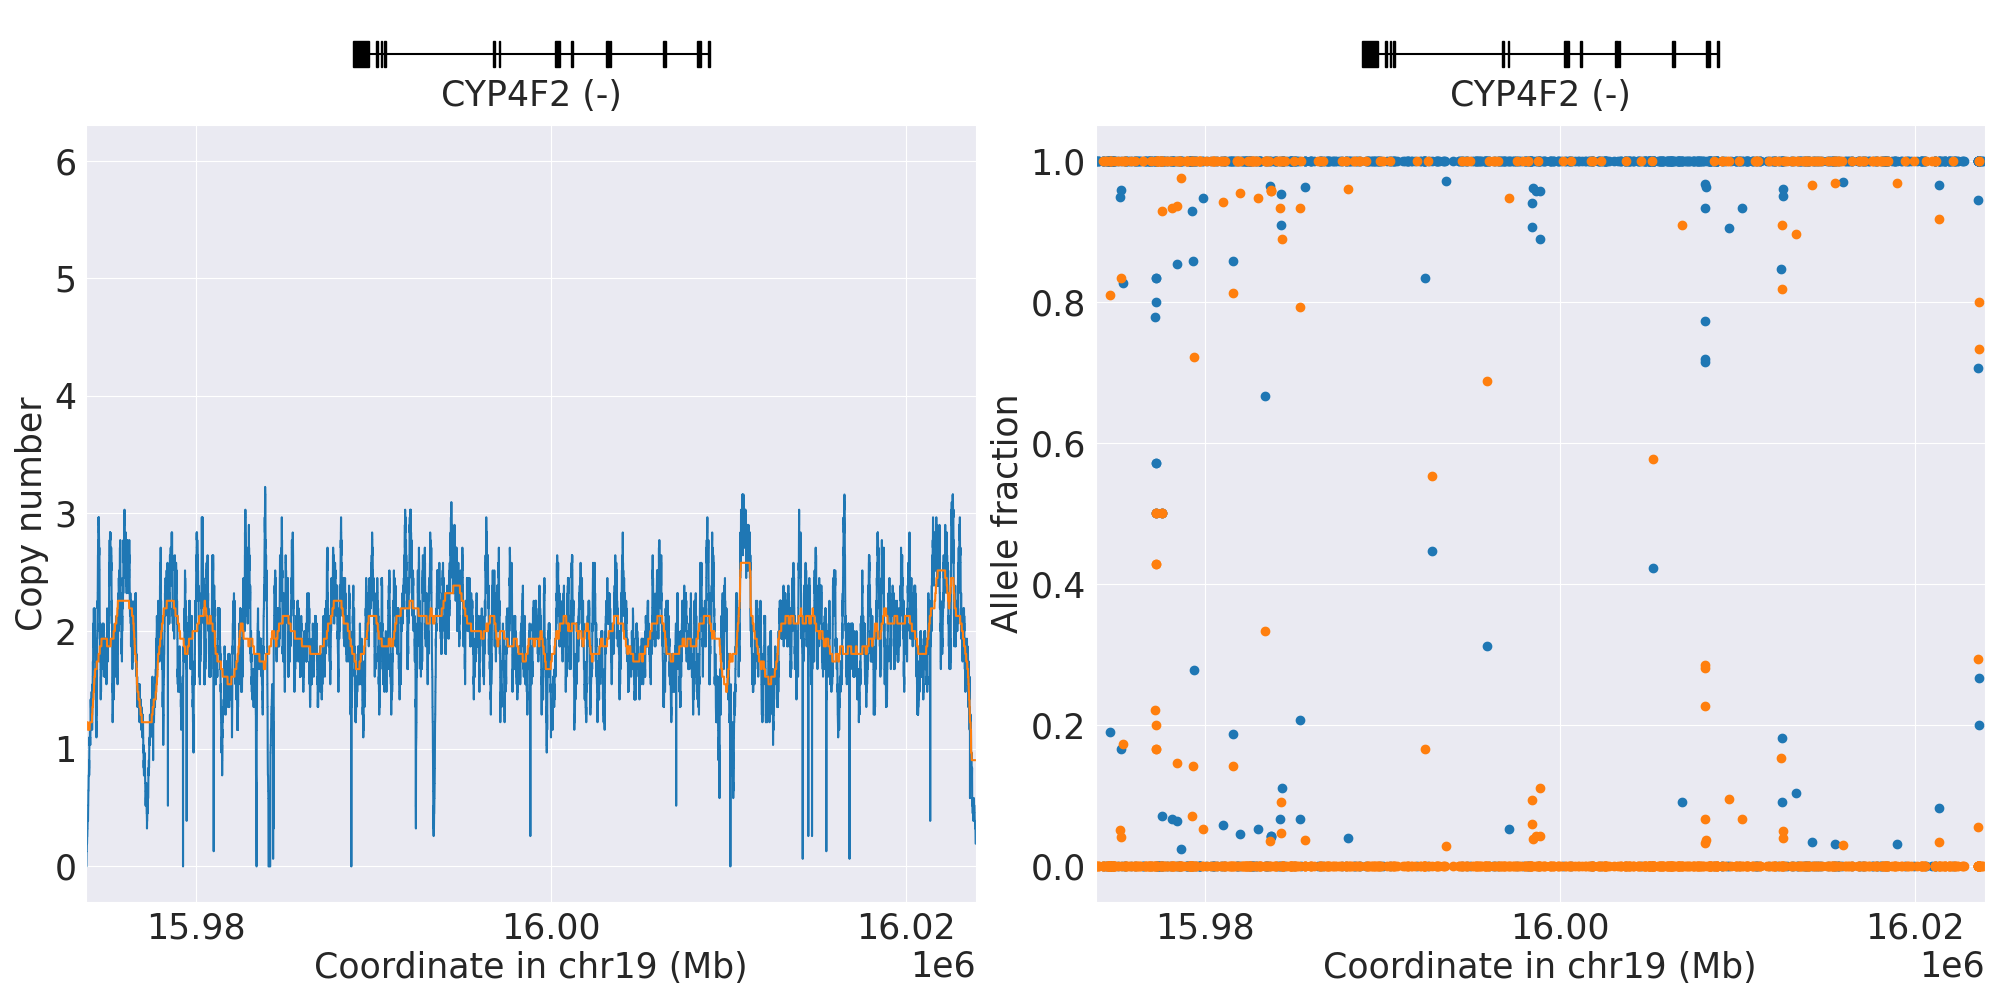 CYP4F2 (-)
6
5
4
3
2
1
0
Copy number
15.98
16.00
16.02
Coordinate in chr19 (Mb)
1e6
CYP4F2 (-)
1.0
0.8
0.6
0.4
0.2
0.0
Allele fraction
15.98
16.00
16.02
Coordinate in chr19 (Mb)
1e6